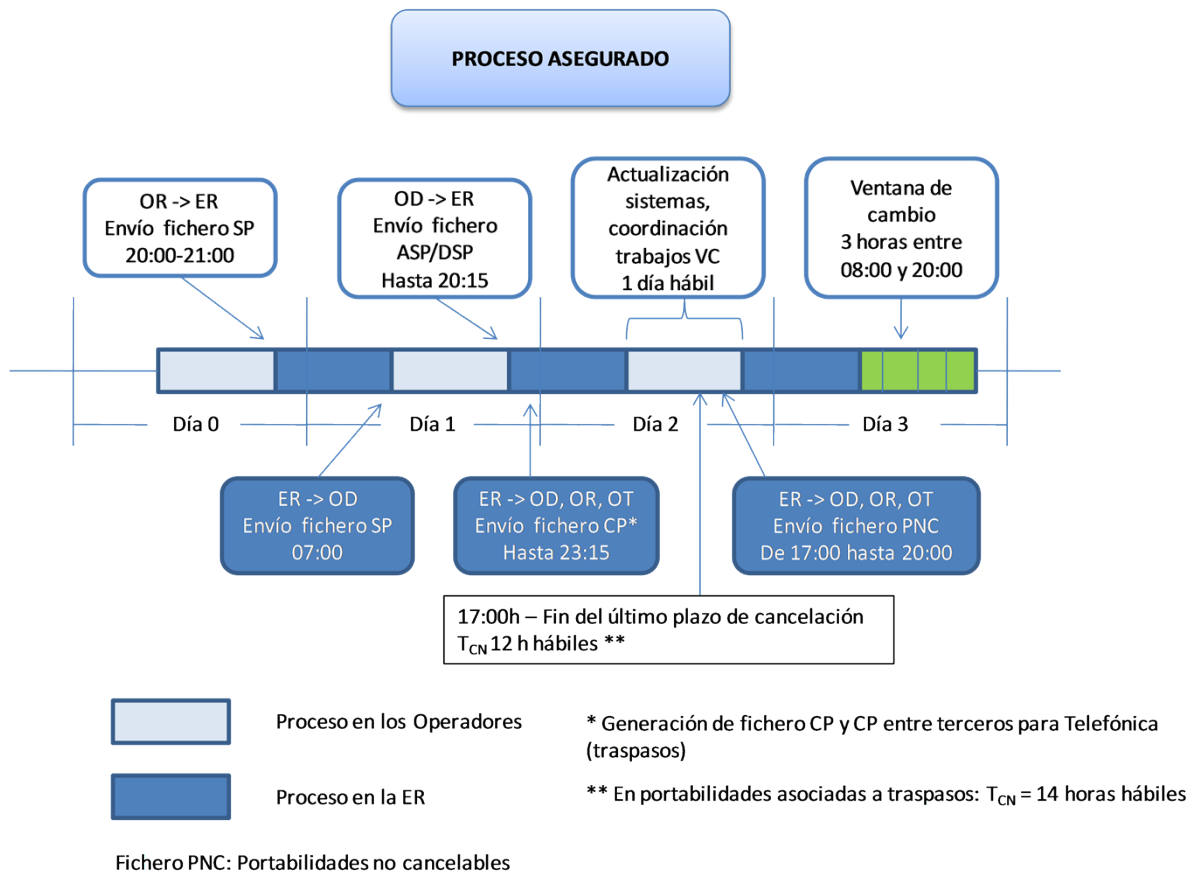 PROCESO ASEGURADO
OR -> ER
Envío fichero SP
20:00-21:00
OD -> ER
Envío fichero
ASP/DSP
Hasta 20:15
Actualización
sistemas,
coordinación
trabajos VC
1 día hábil
Ventana de
cambio
3 horas entre
08:00 y 20:00
Día 0
Día 1
Día 2
Día 3
ER -> OD
Envío fichero SP
07:00
ER -> OD, OR, OT
Envío fichero CP*
Hasta 23:15
ER -> OD, OR, OT
Envío fichero PNC
De 17:00 hasta 20:00
17:00h – Fin del último plazo de cancelación
TCN 12 h hábiles **
Proceso en los Operadores
Proceso en la ER
* Generación de fichero CP y CP entre terceros para Telefónica
(traspasos)
** En portabilidades asociadas a traspasos: TCN = 14 horas hábiles
Fichero PNC: Portabilidades no cancelables